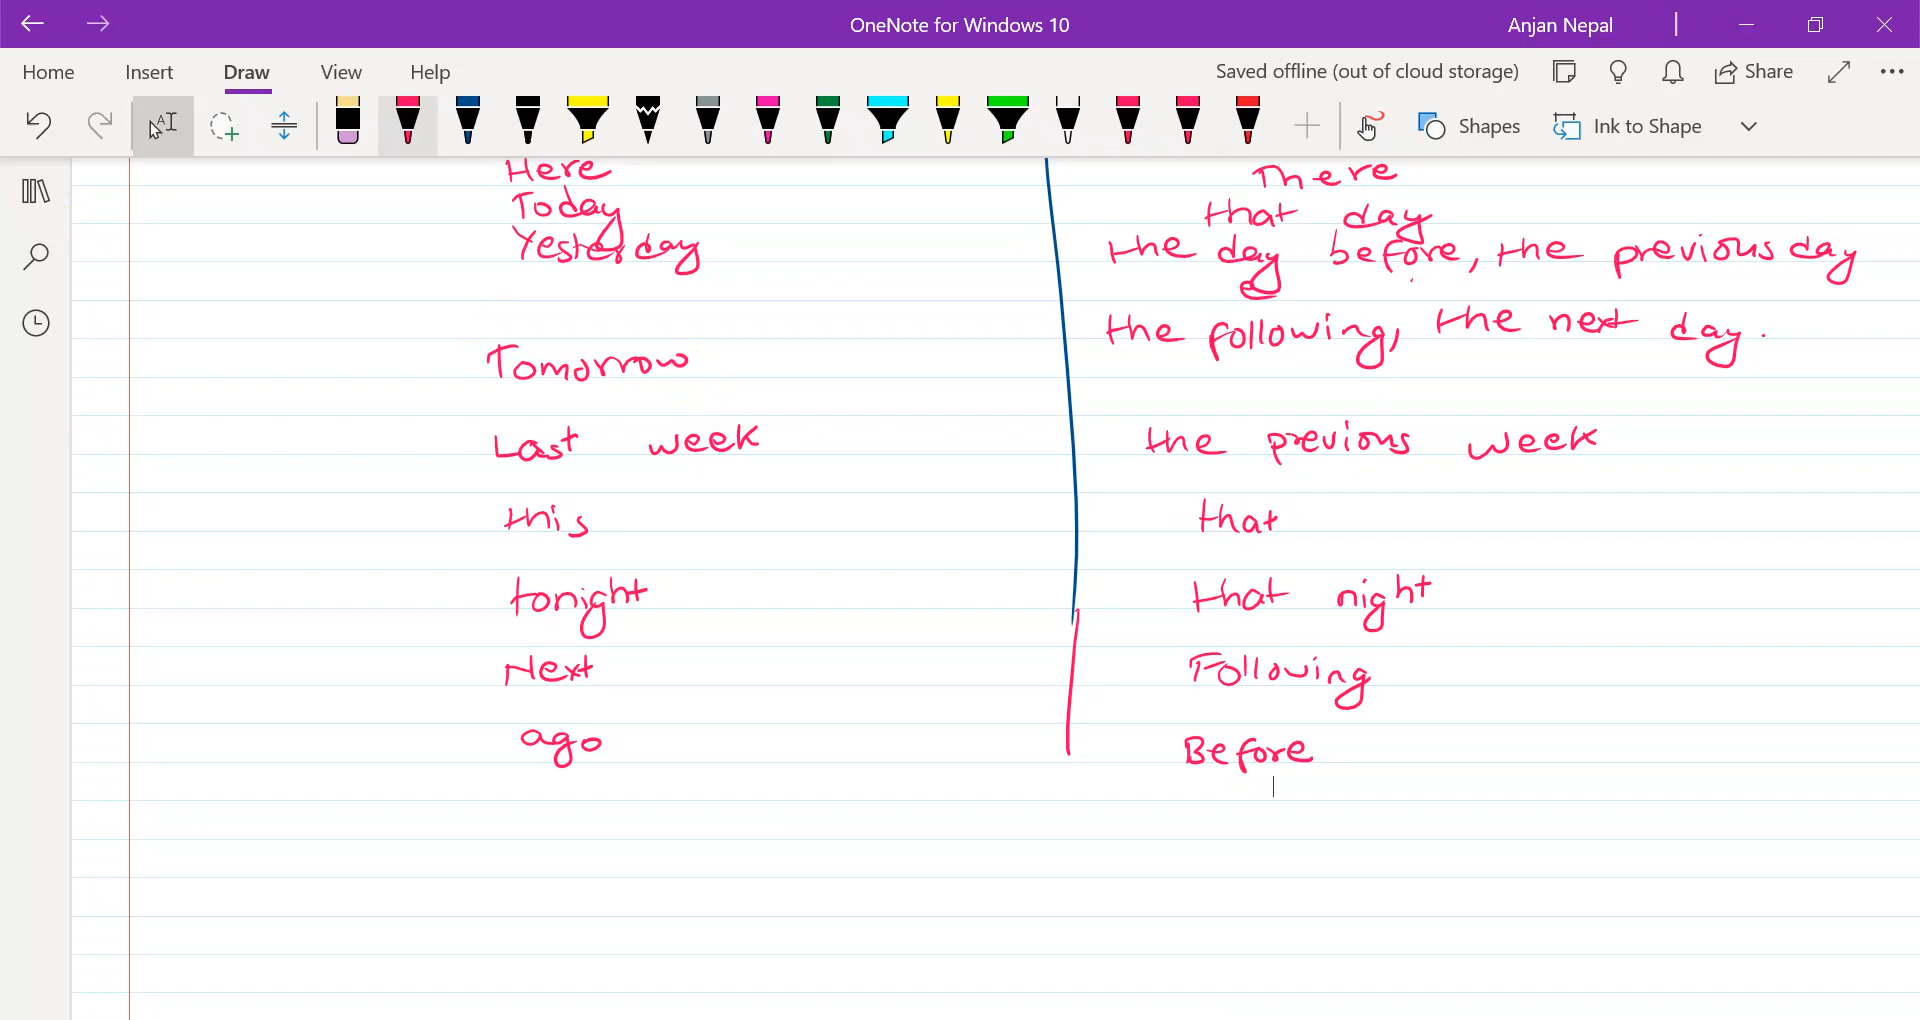 OneNote for Windows 10
Anjan Nepal
Home Insert Draw View Help
Saved offline (out of cloud storage)
Share
Shapes
Ink to Shape
Here There
Today that day
Yesterday the day before, the previous day
Tomorrow the following, the next day.
Last week the previous week
this that
tonight that night
Next Following
ago Before